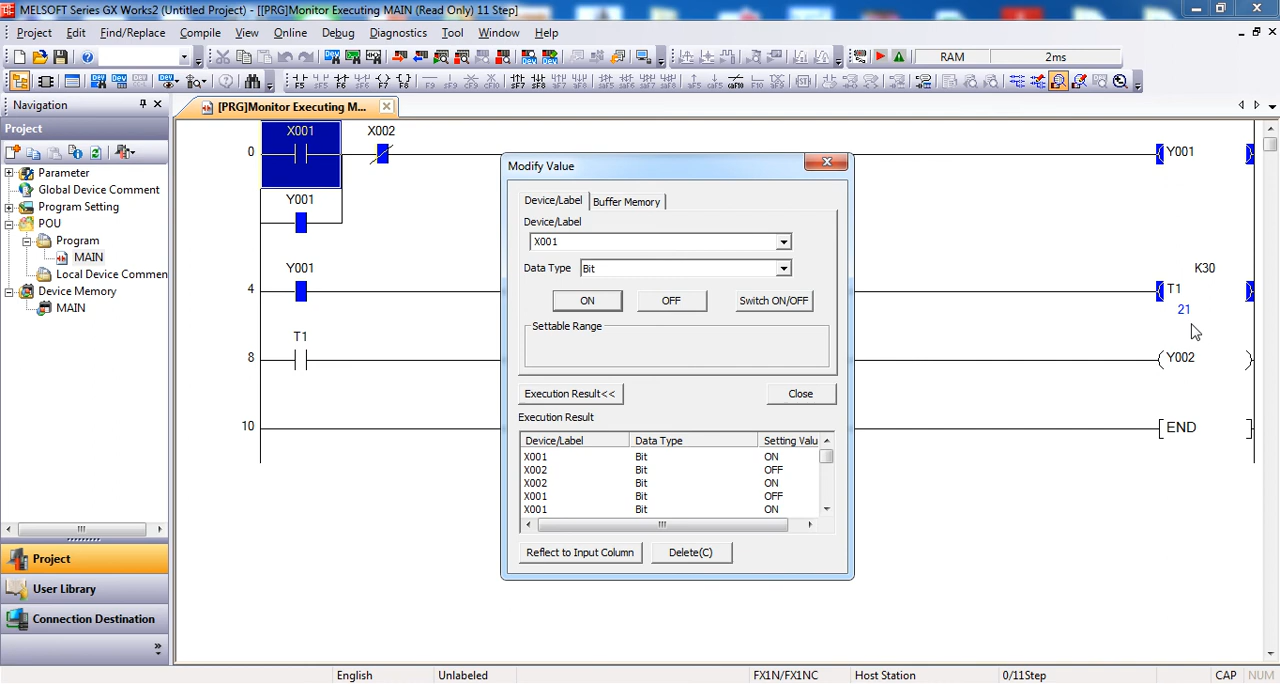 MELSOFT Series GX Works2 (Untitled Project) - [[PRG]Monitor Executing MAIN (Read Only) 11 Step]
Project Edit Find/Replace Compile View Online Debug Diagnostics Tool Window Help
RAM 2ms
Navigation
[PRG]Monitor Executing M...
Project
Parameter
Global Device Comment
Program Setting
POU
Program
MAIN
Local Device Commen
Device Memory
MAIN
Project
User Library
Connection Destination
0 X001 X002 Y001
Y001
4 Y001 K30
T1
21
8 T1 Y002
10 END
Modify Value
Device/Label Buffer Memory
Device/Label
X001
Data Type Bit
ON OFF Switch ON/OFF
Settable Range
Execution Result<< Close
Execution Result
Device/Label Data Type Setting Valu
X001 Bit ON
X002 Bit OFF
X002 Bit ON
X001 Bit OFF
X001 Bit ON
Reflect to Input Column Delete(C)
English Unlabeled FX1N/FX1NC Host Station 0/11Step CAP NUM